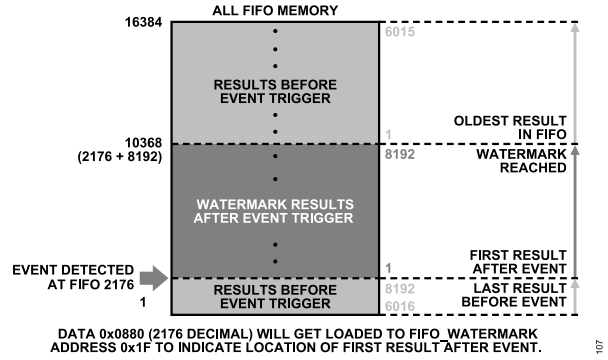 ALL FIFO MEMORY
16384
6015
RESULTS BEFORE
EVENT TRIGGER
1
OLDEST RESULT
IN FIFO
10368
(2176 + 8192)
8192
WATERMARK
REACHED
WATERMARK RESULTS
AFTER EVENT TRIGGER
EVENT DETECTED
AT FIFO 2176
1
FIRST RESULT
AFTER EVENT
1
RESULTS BEFORE
EVENT TRIGGER
8192
6016
LAST RESULT
BEFORE EVENT
DATA 0x0880 (2176 DECIMAL) WILL GET LOADED TO FIFO_WATERMARK
ADDRESS 0x1F TO INDICATE LOCATION OF FIRST RESULT AFTER EVENT.
107